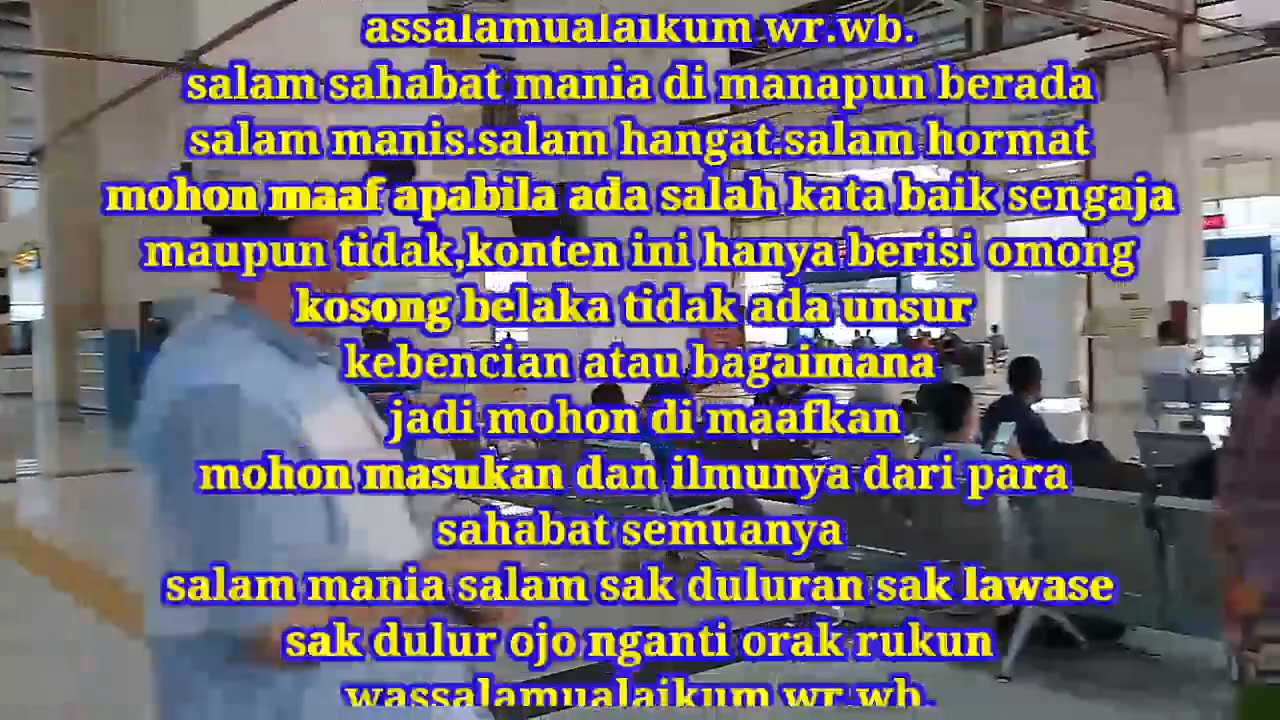 assalamualaikum wr.wb.
salam sahabat mania di manapun berada
salam manis.salam hangat.salam hormat
mohon maaf apabila ada salah kata baik sengaja
maupun tidak,konten ini hanya berisi omong
kosong belaka tidak ada unsur
kebencian atau bagaimana
jadi mohon di maafkan
mohon masukan dan ilmunya dari para
sahabat semuanya
salam mania salam sak duluran sak lawase
sak dulur ojo nganti orak rukun
wassalamualaikum wr.wb.